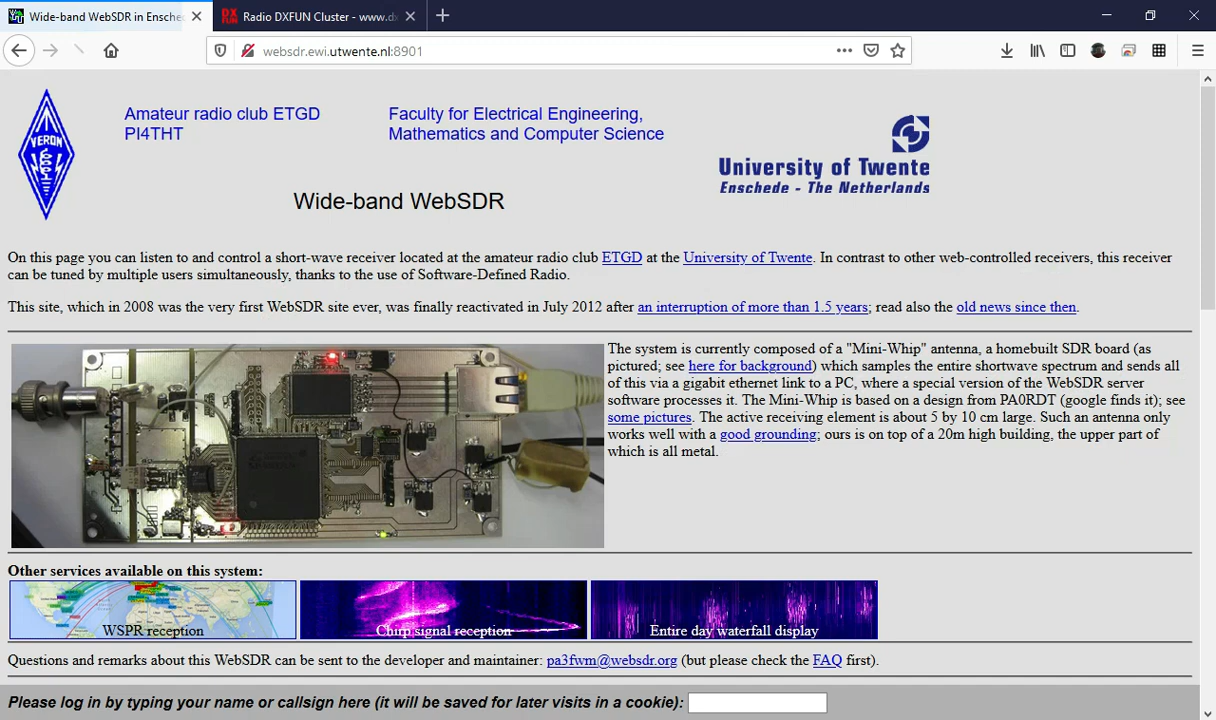 Wide-band WebSDR in Ensche
Radio DXFUN Cluster - www.dx
websdr.ewi.utwente.nl:8901
VERON
Amateur radio club ETGD
PI4THT
Faculty for Electrical Engineering,
Mathematics and Computer Science
University of Twente
Enschede - The Netherlands
Wide-band WebSDR
On this page you can listen to and control a short-wave receiver located at the amateur radio club ETGD at the University of Twente. In contrast to other web-controlled receivers, this receiver
can be tuned by multiple users simultaneously, thanks to the use of Software-Defined Radio.
This site, which in 2008 was the very first WebSDR site ever, was finally reactivated in July 2012 after an interruption of more than 1.5 years; read also the old news since then.
The system is currently composed of a "Mini-Whip" antenna, a homebuilt SDR board (as
pictured; see here for background) which samples the entire shortwave spectrum and sends all
of this via a gigabit ethernet link to a PC, where a special version of the WebSDR server
software processes it. The Mini-Whip is based on a design from PA0RDT (google finds it); see
some pictures. The active receiving element is about 5 by 10 cm large. Such an antenna only
works well with a good grounding; ours is on top of a 20m high building, the upper part of
which is all metal.
Other services available on this system:
WSPR reception
Chirp signal reception
Entire day waterfall display
Questions and remarks about this WebSDR can be sent to the developer and maintainer: pa3fwm@websdr.org (but please check the FAQ first).
Please log in by typing your name or callsign here (it will be saved for later visits in a cookie):